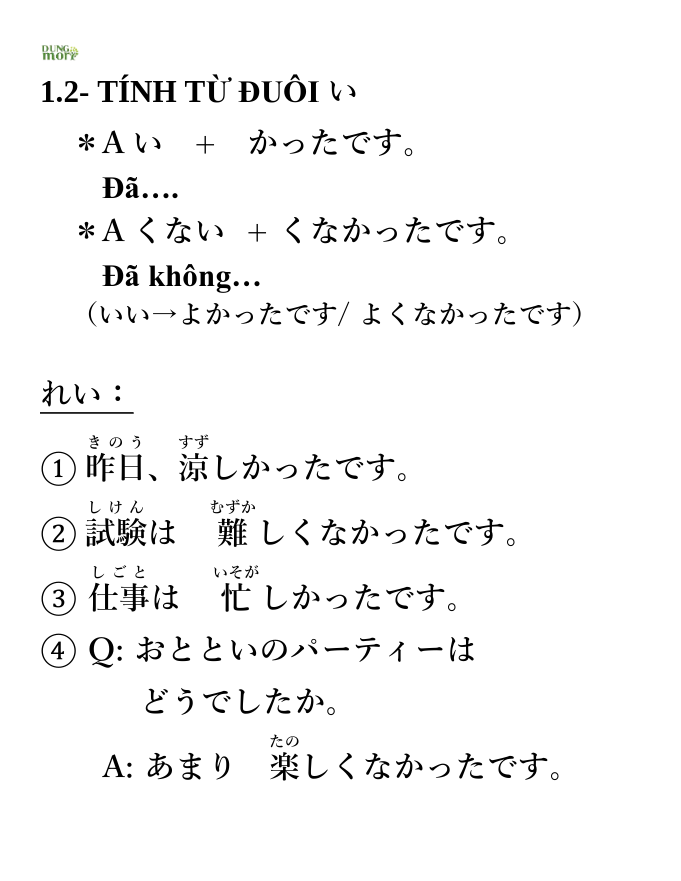 DUNG
mori
1.2- TÍNH TỪ ĐUÔI い
＊A い ＋ かったです。
Đã….
＊A くない ＋ くなかったです。
Đã không…
（いい→よかったです/ よくなかったです）
れい：
きのう すず
① 昨日、涼しかったです。
しけん むずか
② 試験は 難しくなかったです。
しごと いそが
③ 仕事は 忙しかったです。
④ Q: おとといのパーティーは
どうでしたか。
たの
A: あまり 楽しくなかったです。